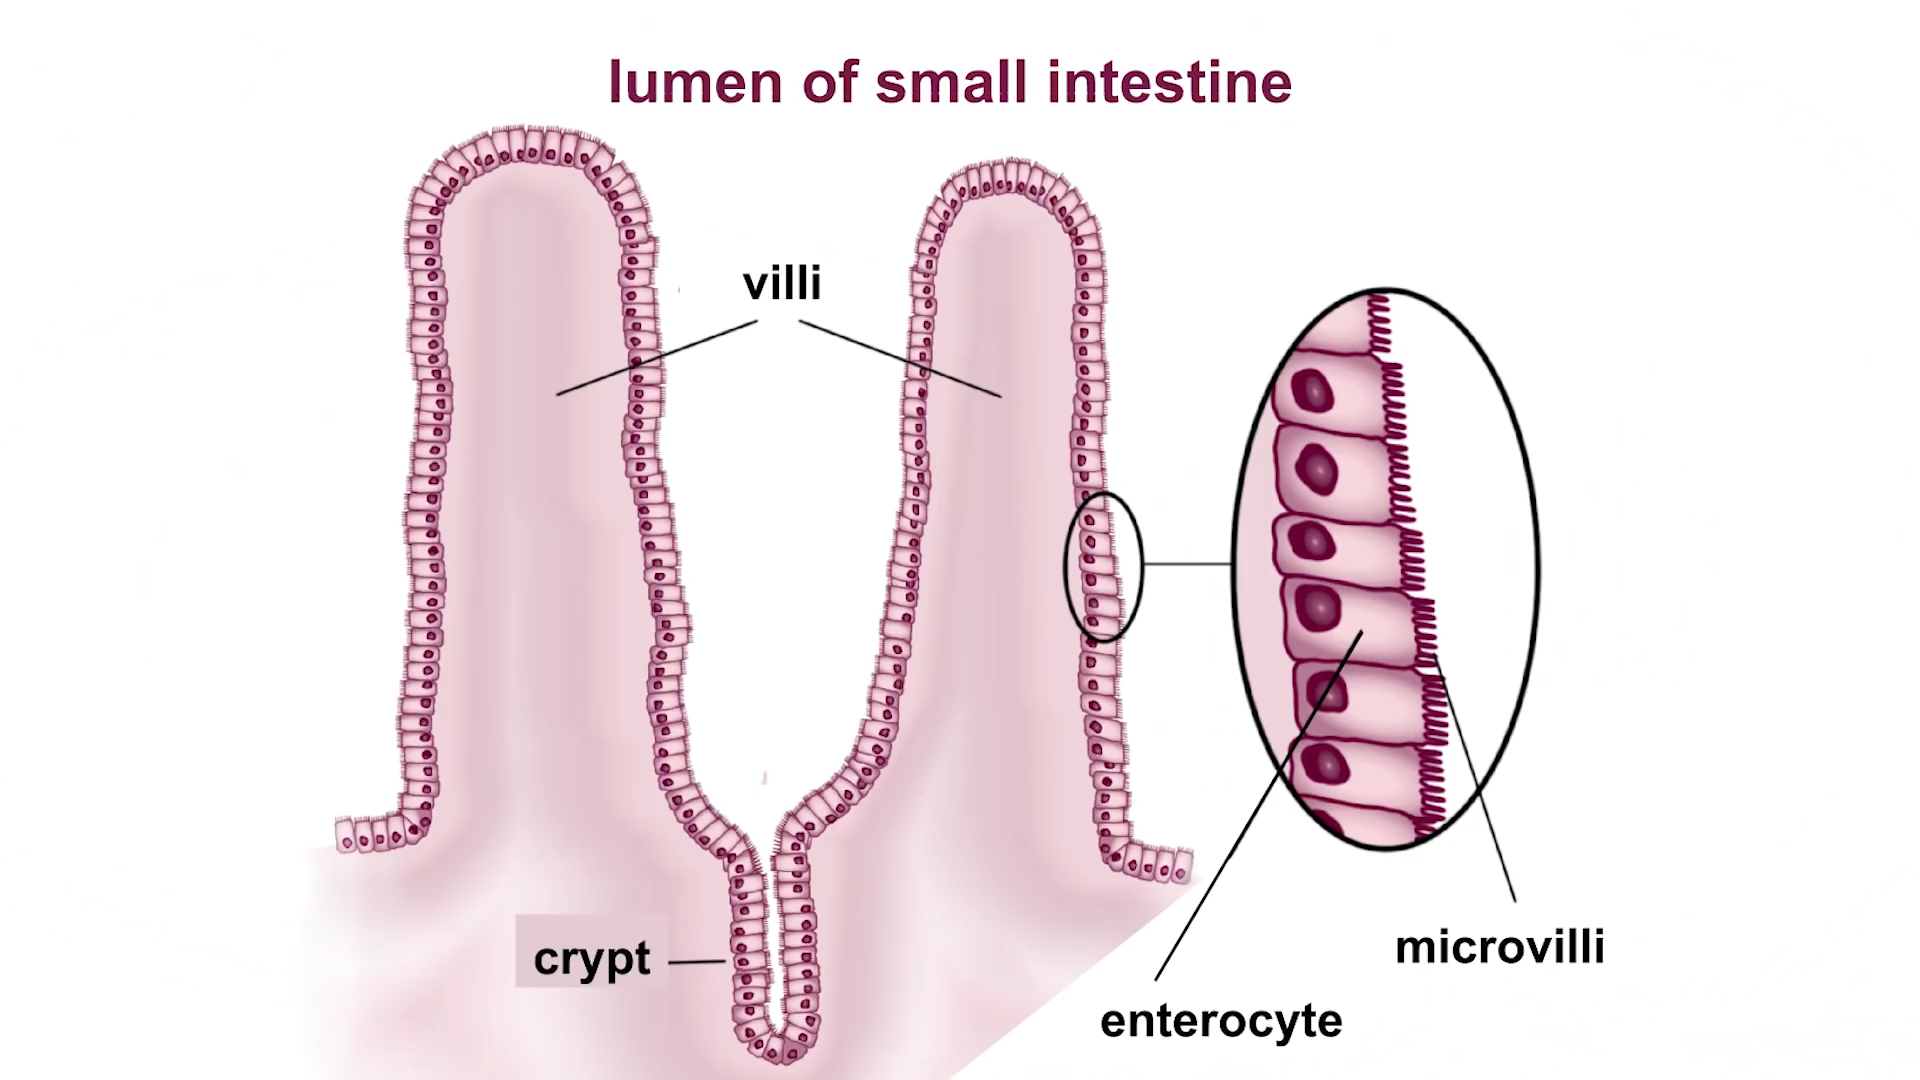 lumen of small intestine
villi
crypt
microvilli
enterocyte